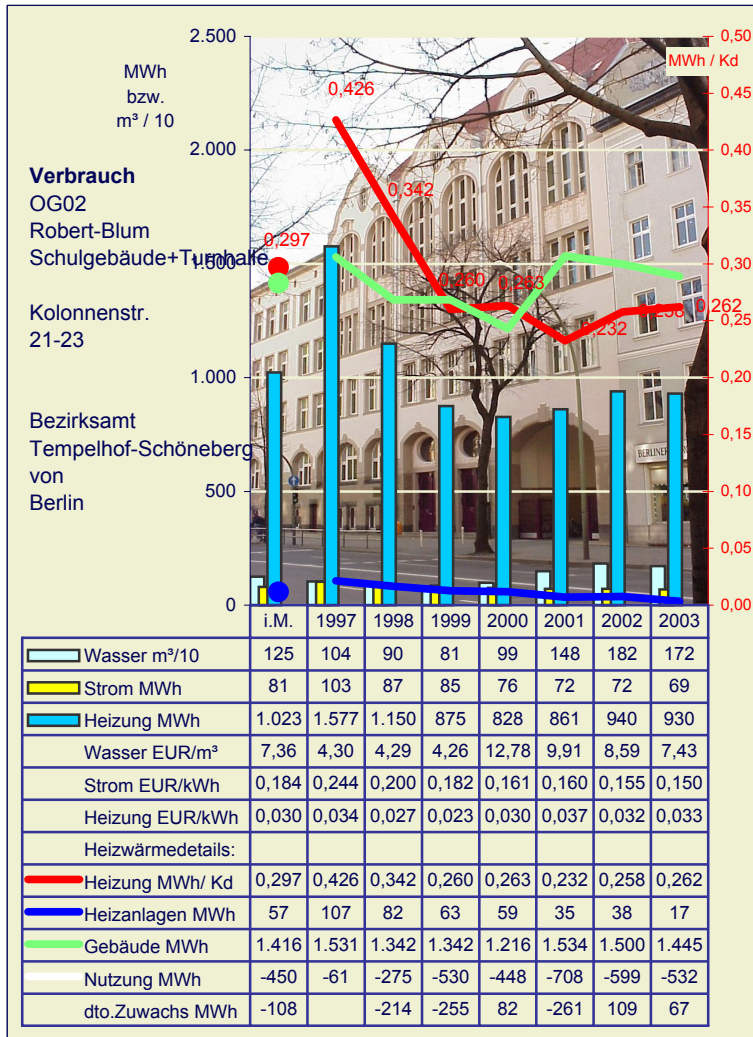 2.500
2.000
1.500
1.000
500
0
MWh
bzw.
m³ / 10
Verbrauch
OG02
Robert-Blum
Schulgebäude+Turnhalle
Kolonnenstr.
21-23
Bezirksamt
Tempelhof-Schöneberg
von
Berlin
0,50
MWh / Kd
0,45
0,40
0,35
0,30
0,25
0,20
0,15
0,10
0,05
0,00
0,297
0,426
0,342
0,260
0,263
0,232
0,258
0,262
BERLINER
i.M. 1997 1998 1999 2000 2001 2002 2003
Wasser m³/10 125 104 90 81 99 148 182 172
Strom MWh 81 103 87 85 76 72 72 69
Heizung MWh 1.023 1.577 1.150 875 828 861 940 930
Wasser EUR/m³ 7,36 4,30 4,29 4,26 12,78 9,91 8,59 7,43
Strom EUR/kWh 0,184 0,244 0,200 0,182 0,161 0,160 0,155 0,150
Heizung EUR/kWh 0,030 0,034 0,027 0,023 0,030 0,037 0,032 0,033
Heizwärmedetails:
Heizung MWh/ Kd 0,297 0,426 0,342 0,260 0,263 0,232 0,258 0,262
Heizanlagen MWh 57 107 82 63 59 35 38 17
Gebäude MWh 1.416 1.531 1.342 1.342 1.216 1.534 1.500 1.445
Nutzung MWh -450 -61 -275 -530 -448 -708 -599 -532
dto.Zuwachs MWh -108 -214 -255 82 -261 109 67